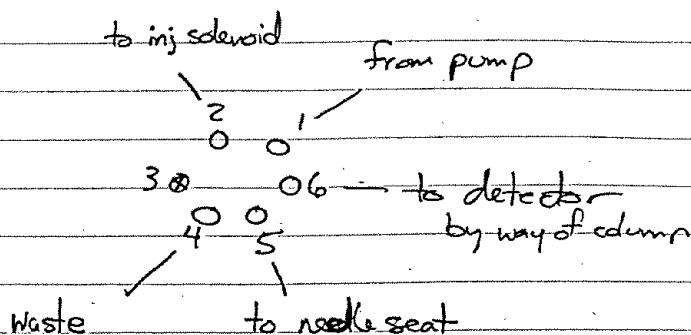 to inj solenoid
from pump
2
1
3
6
to detector
by way of column
4
5
waste
to needle seat